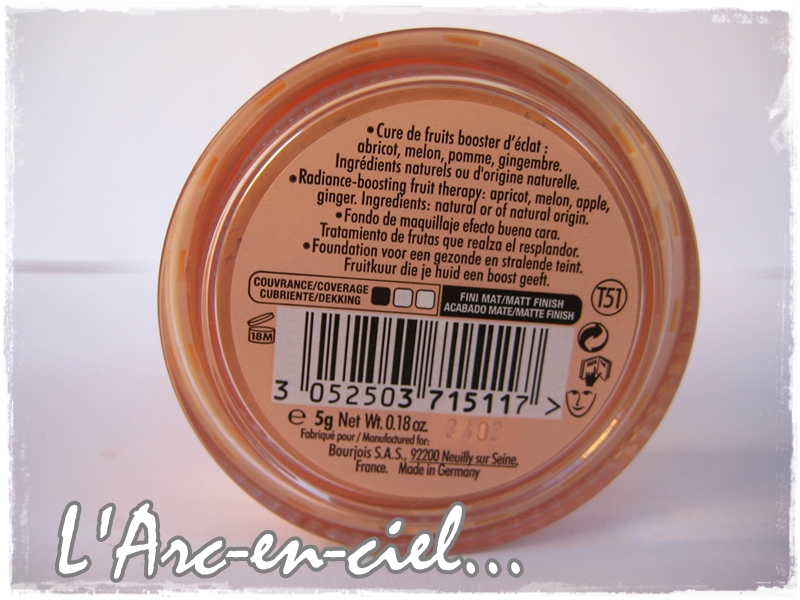 •Cure de fruits booster d'éclat :
abricot, melon, pomme, gingembre.
Ingrédients naturels ou d'origine naturelle.
•Radiance-boosting fruit therapy: apricot, melon, apple,
ginger. Ingredients: natural or of natural origin.
•Fondo de maquillaje efecto buena cara.
Tratamiento de frutas que realza el resplandor.
•Foundation voor een gezonde en stralende teint.
Fruitkuur die je huid een boost geeft.
COUVRANCE/COVERAGE
CUBRIENTE/DEKKING
FINI MAT/MATT FINISH
ACABADO MATE/MATTE FINISH
T51
18M
3 052503 715117 >
e 5g Net Wt. 0.18 oz.
Fabriqué pour / Manufactured for:
Bourjois S.A.S., 92200 Neuilly sur Seine,
France. Made in Germany
L'Arc-en-ciel...